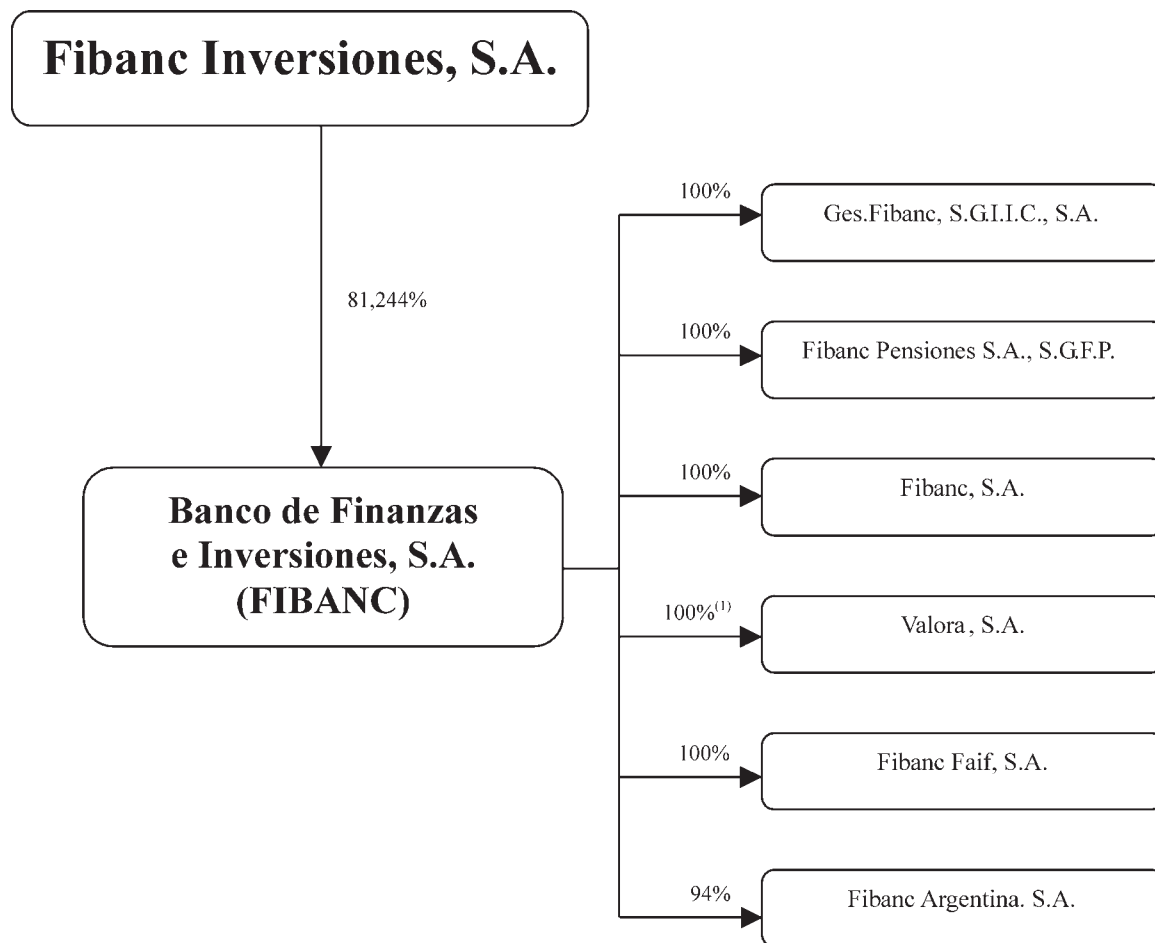 Fibanc Inversiones, S.A.
81,244%
Banco de Finanzas
e Inversiones, S.A.
(FIBANC)
100%
Ges.Fibanc, S.G.I.I.C., S.A.
100%
Fibanc Pensiones S.A., S.G.F.P.
100%
Fibanc, S.A.
100%(1)
Valora, S.A.
100%
Fibanc Faif, S.A.
94%
Fibanc Argentina. S.A.